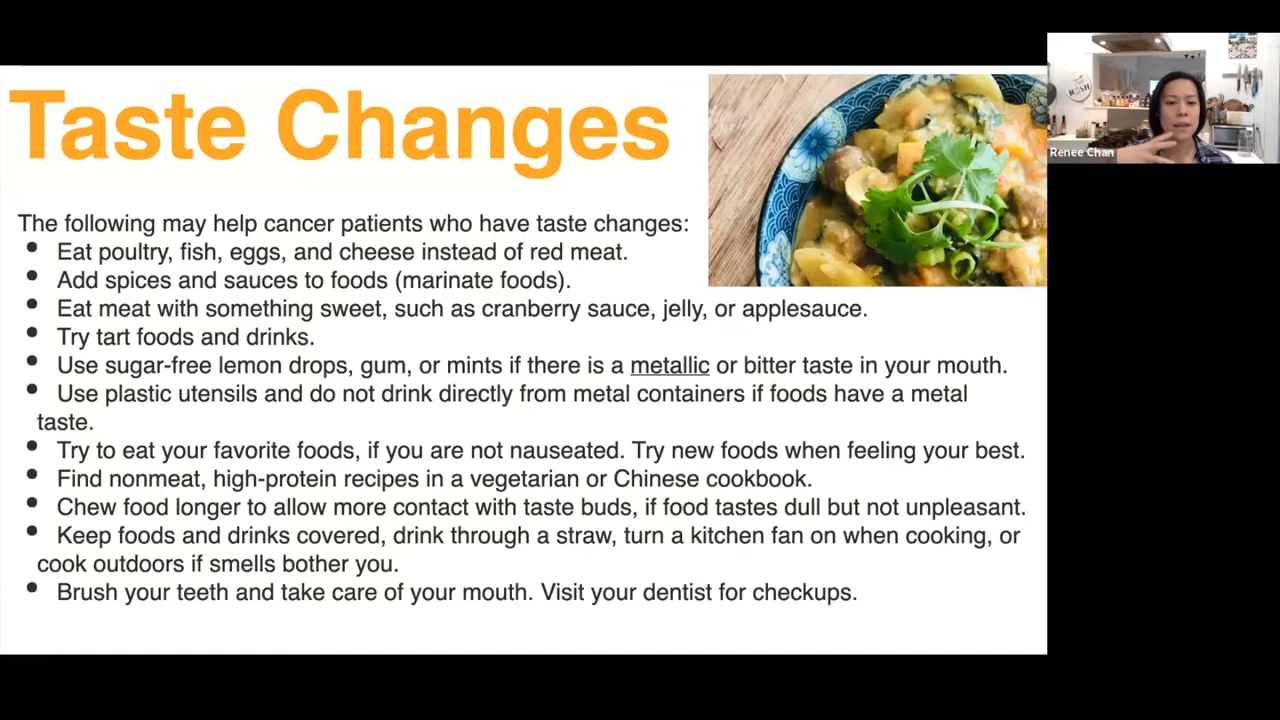 Taste Changes
The following may help cancer patients who have taste changes:
• Eat poultry, fish, eggs, and cheese instead of red meat.
• Add spices and sauces to foods (marinate foods).
• Eat meat with something sweet, such as cranberry sauce, jelly, or applesauce.
• Try tart foods and drinks.
• Use sugar-free lemon drops, gum, or mints if there is a metallic or bitter taste in your mouth.
• Use plastic utensils and do not drink directly from metal containers if foods have a metal
taste.
• Try to eat your favorite foods, if you are not nauseated. Try new foods when feeling your best.
• Find nonmeat, high-protein recipes in a vegetarian or Chinese cookbook.
• Chew food longer to allow more contact with taste buds, if food tastes dull but not unpleasant.
• Keep foods and drinks covered, drink through a straw, turn a kitchen fan on when cooking, or
cook outdoors if smells bother you.
• Brush your teeth and take care of your mouth. Visit your dentist for checkups.
NOSH
Renee Chan